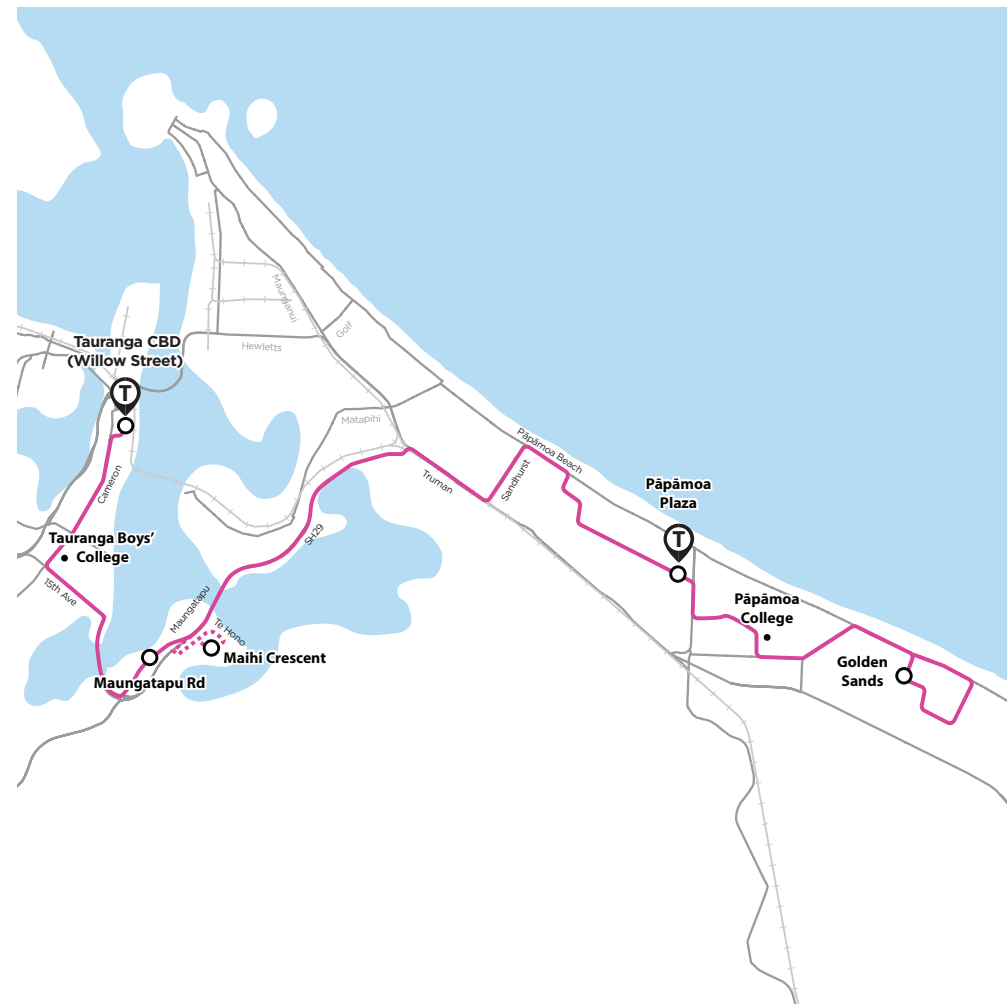 Maunganui
Golf
Hewletts
Tauranga CBD
(Willow Street)
T
Matapihi
Cameron
Pāpāmoa Beach
Truman
Sandhurst
Pāpāmoa
Plaza
T
SH29
Tauranga Boys’
College
15th Ave
Maungatapu
Te Hono
Maihi Crescent
Maungatapu Rd
Pāpāmoa
College
Golden
Sands